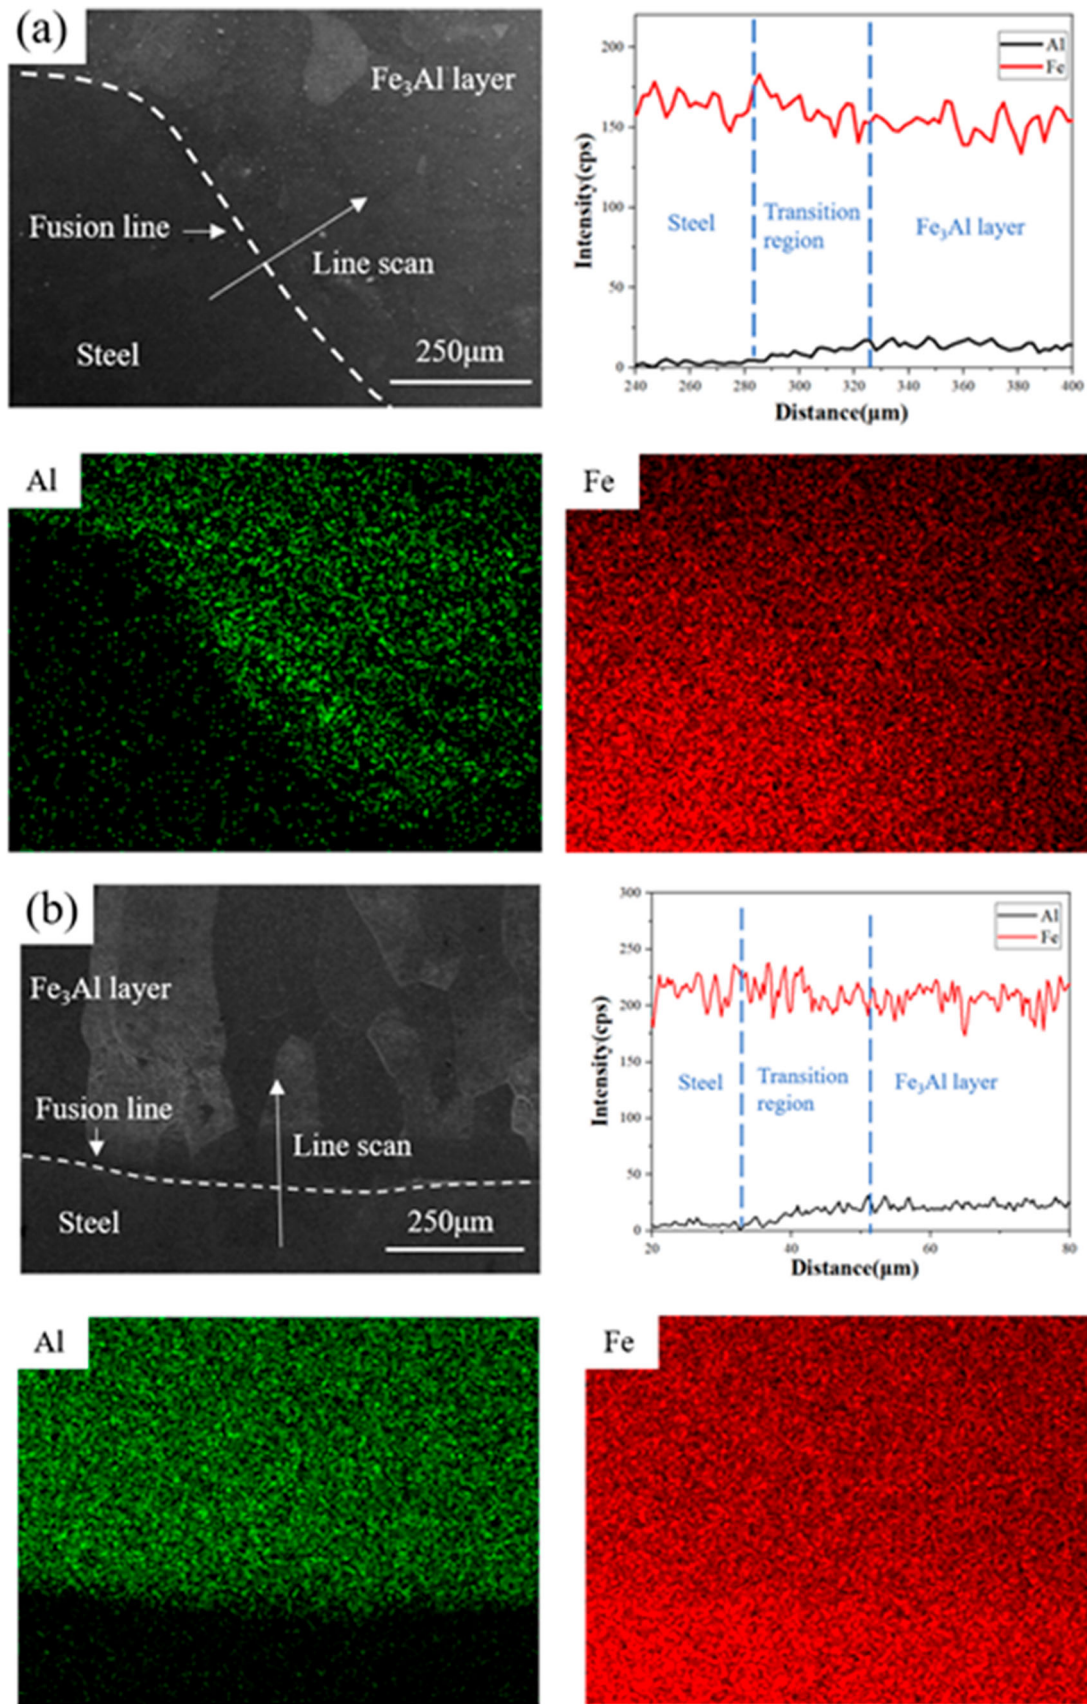 (a)
Fe₃Al layer
Fusion line
Line scan
Steel
250μm
Intensity(cps)
200
150
100
50
0
Al
Fe
Steel
Transition
region
Fe₃Al layer
240
260
280
300
320
340
360
380
400
Distance(μm)
Al
Fe
(b)
Fe₃Al layer
Fusion line
Line scan
Steel
250μm
Intensity(cps)
300
250
200
150
100
50
0
Al
Fe
Steel
Transition
region
Fe₃Al layer
20
40
60
80
Distance(μm)
Al
Fe